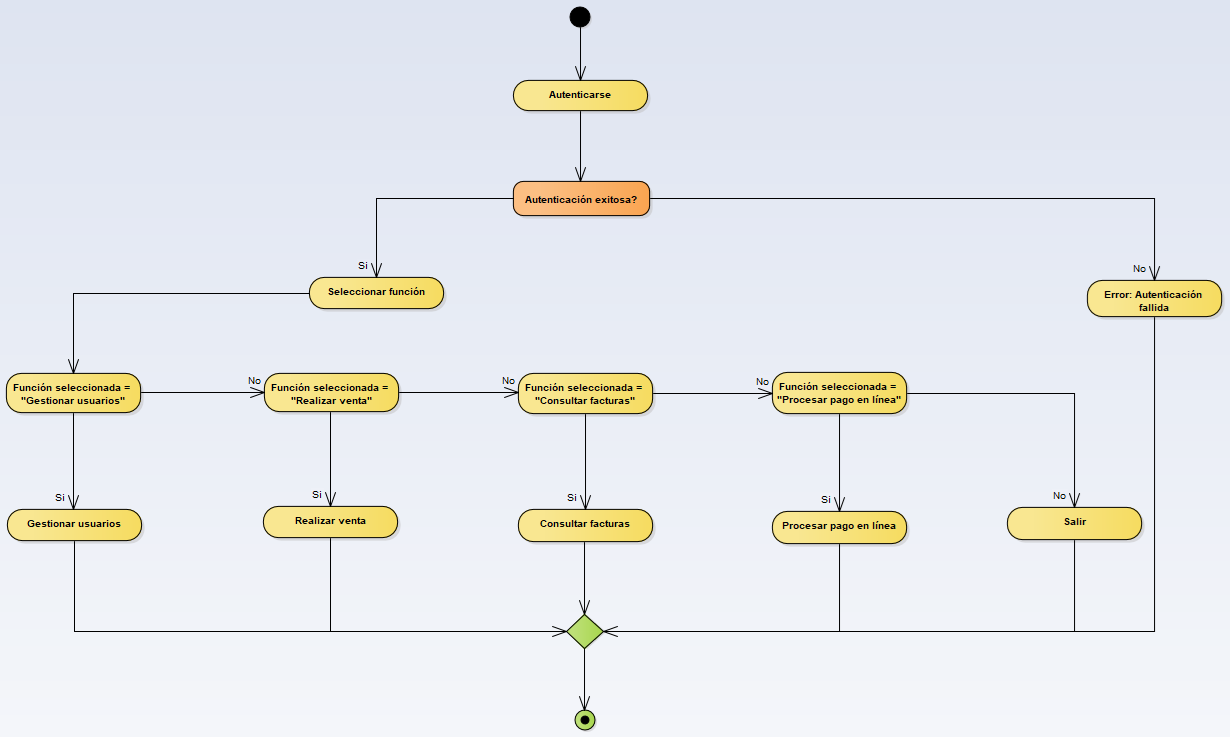 Autenticarse
Autenticación exitosa?
Si
No
Seleccionar función
Error: Autenticación
fallida
Función seleccionada =
"Gestionar usuarios"
No
Función seleccionada =
"Realizar venta"
No
Función seleccionada =
"Consultar facturas"
No
Función seleccionada =
"Procesar pago en línea"
Si
Si
Si
Si
No
Gestionar usuarios
Realizar venta
Consultar facturas
Procesar pago en línea
Salir